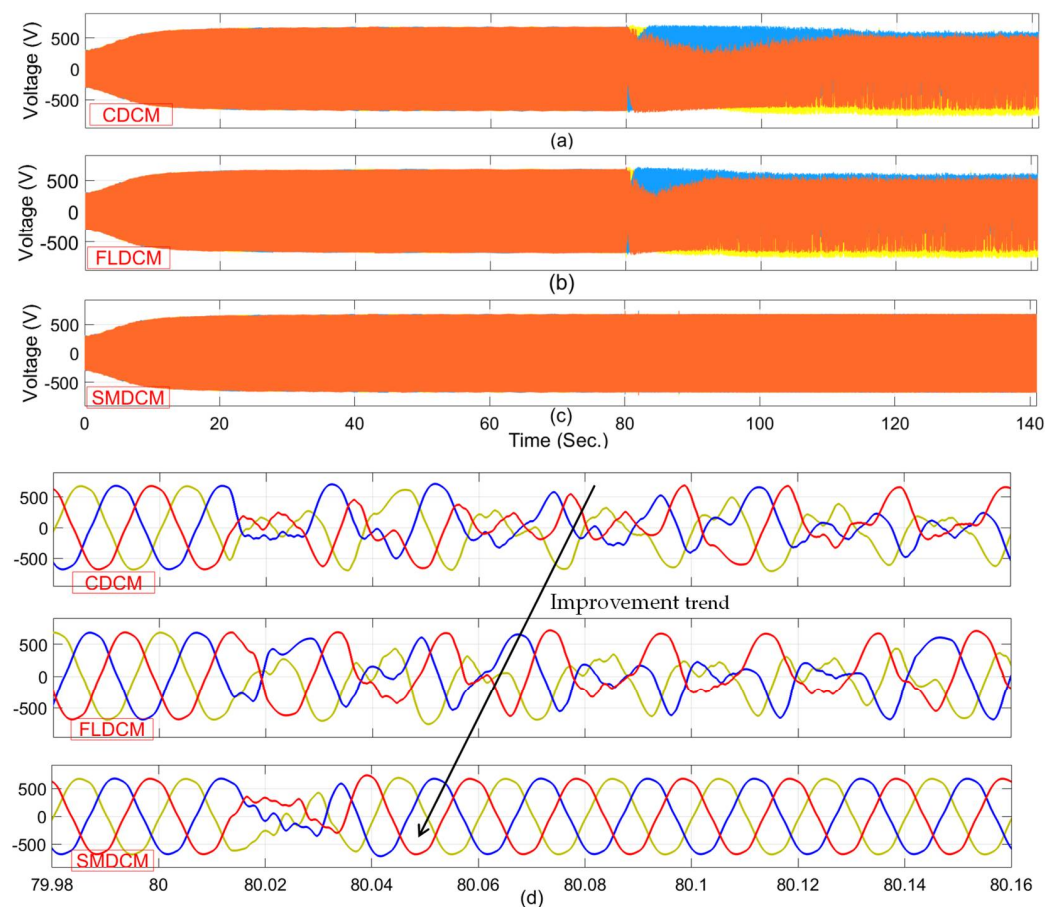 Voltage (V)
500
0
-500
CDCM
(a)
Voltage (V)
500
0
-500
FLDCM
(b)
Voltage (V)
500
0
-500
SMDCM
(c)
0 20 40 60 80 100 120 140
Time (Sec.)
500
0
-500
CDCM
Improvement trend
500
0
-500
FLDCM
500
0
-500
SMDCM
79.98 80 80.02 80.04 80.06 80.08 80.1 80.12 80.14 80.16
(d)